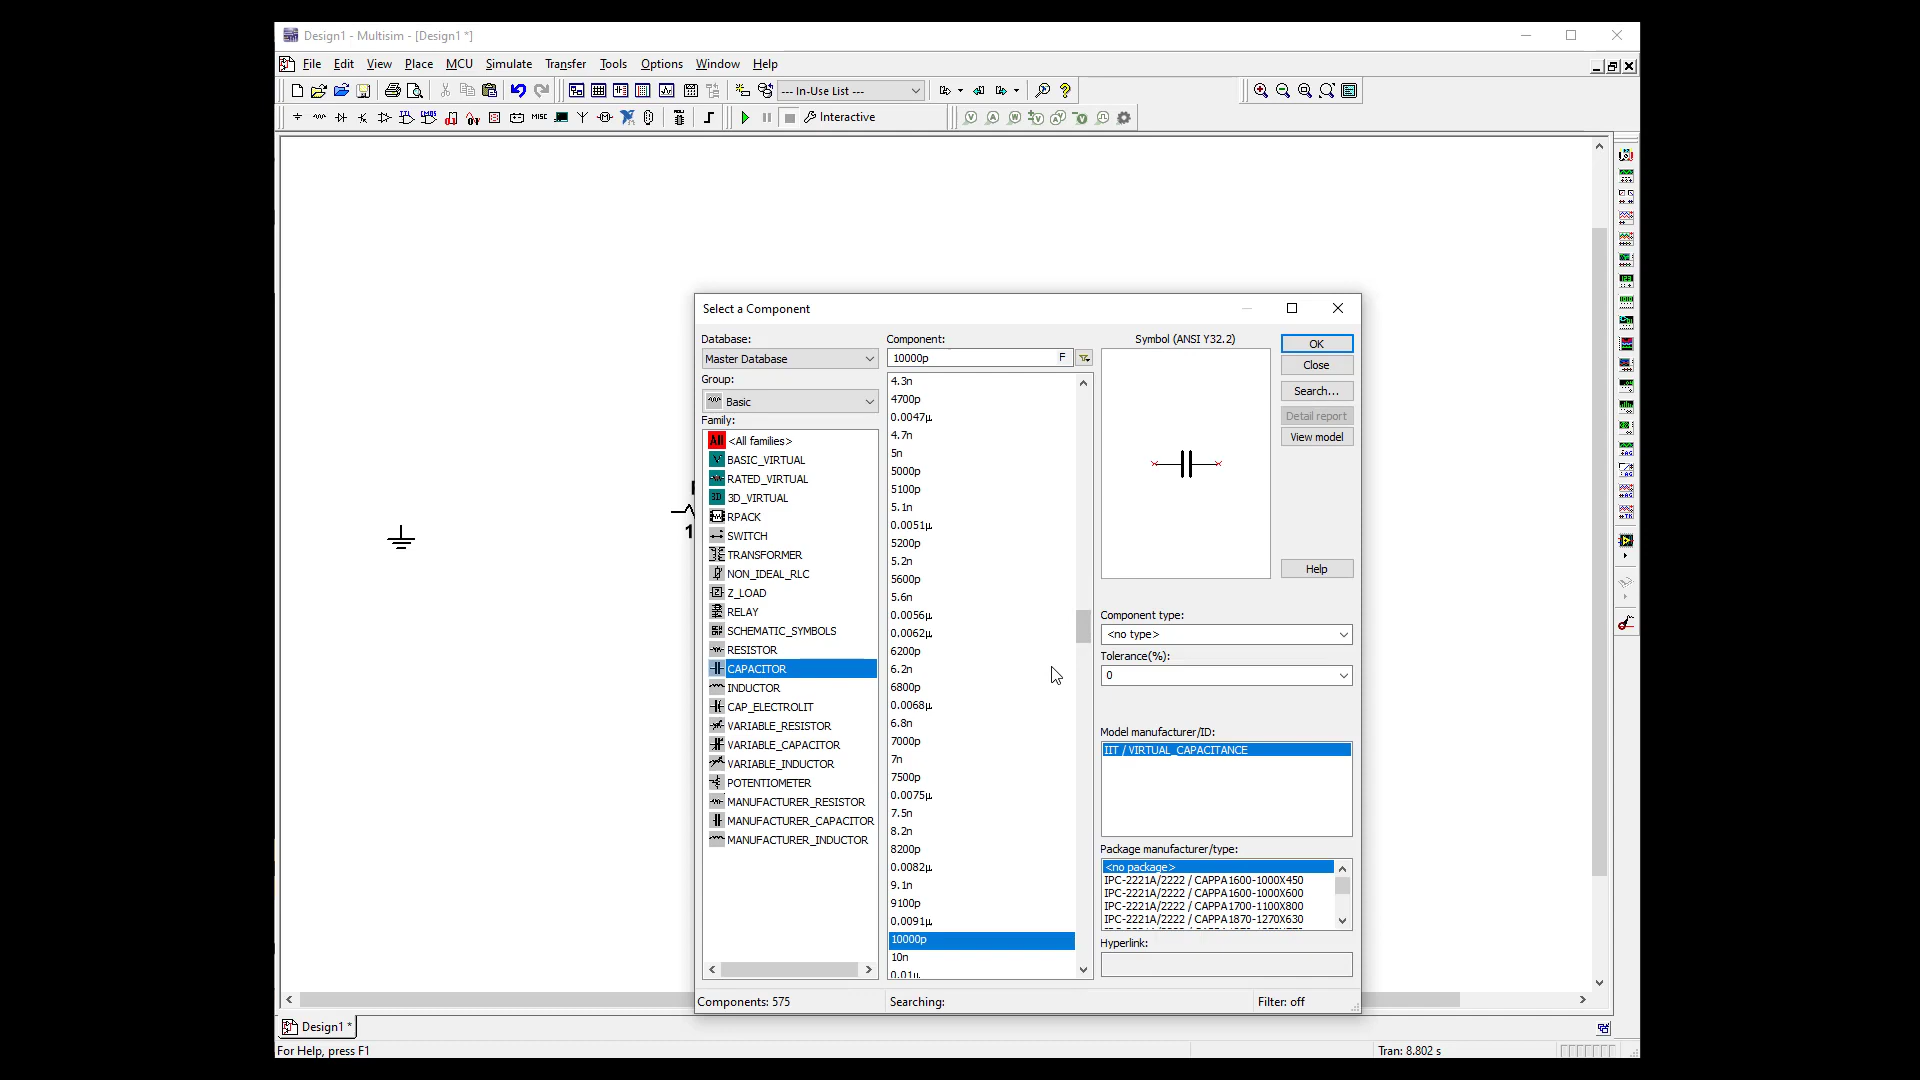 Design1 - Multisim - [Design1 *]
File Edit View Place MCU Simulate Transfer Tools Options Window Help
--- In-Use List ---
MISC Interactive
Select a Component
Database:
Master Database
Group:
Basic
Family:
All <All families>
BASIC_VIRTUAL
RATED_VIRTUAL
3D_VIRTUAL
RPACK
SWITCH
TRANSFORMER
NON_IDEAL_RLC
Z_LOAD
RELAY
SCHEMATIC_SYMBOLS
RESISTOR
CAPACITOR
INDUCTOR
CAP_ELECTROLIT
VARIABLE_RESISTOR
VARIABLE_CAPACITOR
VARIABLE_INDUCTOR
POTENTIOMETER
MANUFACTURER_RESISTOR
MANUFACTURER_CAPACITOR
MANUFACTURER_INDUCTOR
Component:
10000p F
4.3n
4700p
0.0047µ
4.7n
5n
5000p
5100p
5.1n
0.0051µ
5200p
5.2n
5600p
5.6n
0.0056µ
0.0062µ
6200p
6.2n
6800p
0.0068µ
6.8n
7000p
7n
7500p
0.0075µ
7.5n
8.2n
8200p
0.0082µ
9.1n
9100p
0.0091µ
10000p
10n
0.01µ
Symbol (ANSI Y32.2)
OK
Close
Search...
Detail report
View model
Help
Component type:
<no type>
Tolerance(%):
0
Model manufacturer/ID:
IIT / VIRTUAL_CAPACITANCE
Package manufacturer/type:
<no package>
IPC-2221A/2222 / CAPPA1600-1000X450
IPC-2221A/2222 / CAPPA1600-1000X600
IPC-2221A/2222 / CAPPA1700-1100X800
IPC-2221A/2222 / CAPPA1870-1270X630
Hyperlink:
Components: 575 Searching: Filter: off
1
Design1 *
For Help, press F1 Tran: 8.802 s